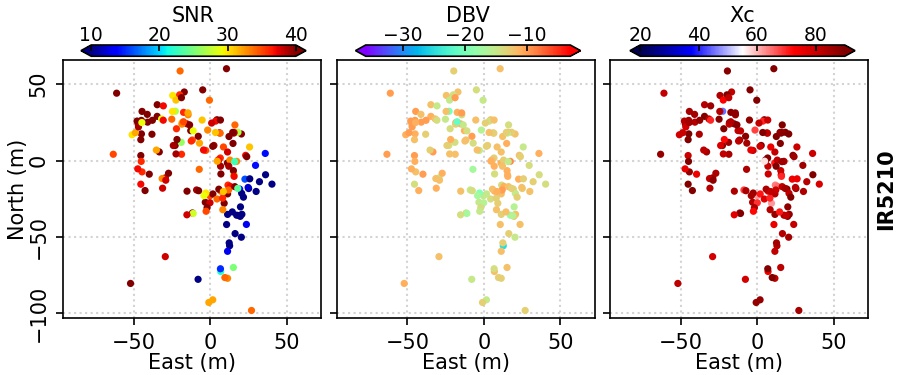 SNR DBV Xc
10 20 30 40 −30 −20 −10 20 40 60 80
50
0
−50
−100
North (m)
−50 0 50 −50 0 50 −50 0 50
East (m) East (m) East (m)
IR5210